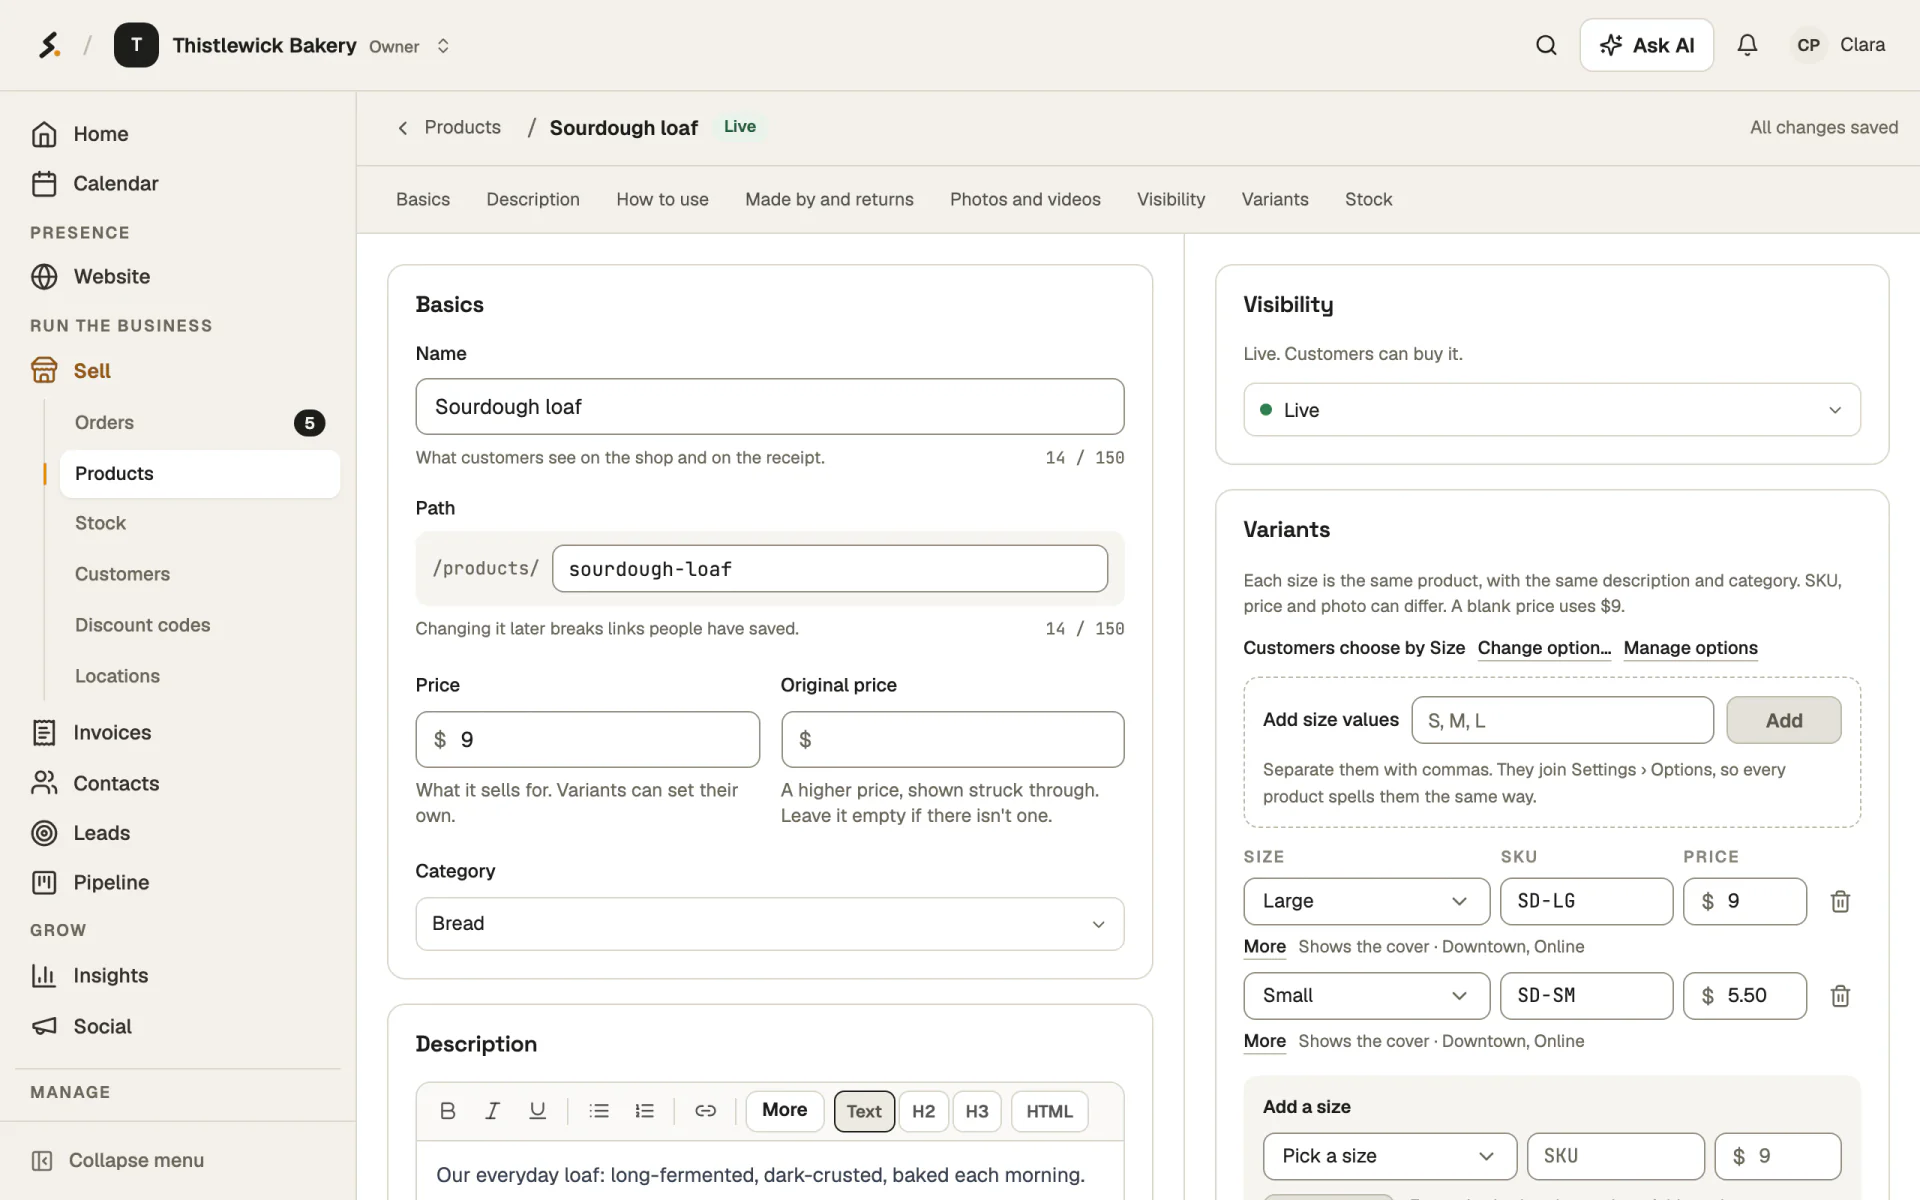 / T Thistlewick Bakery Owner
Ask AI
CP Clara
Home
Calendar
PRESENCE
Website
RUN THE BUSINESS
Sell
Orders 5
Products
Stock
Customers
Discount codes
Locations
Invoices
Contacts
Leads
Pipeline
GROW
Insights
Social
MANAGE
Collapse menu
Products / Sourdough loaf Live
All changes saved
Basics Description How to use Made by and returns Photos and videos Visibility Variants Stock
Basics
Name
Sourdough loaf
What customers see on the shop and on the receipt. 14 / 150
Path
/products/ sourdough-loaf
Changing it later breaks links people have saved. 14 / 150
Price Original price
$ 9 $
What it sells for. Variants can set their
own.
A higher price, shown struck through.
Leave it empty if there isn't one.
Category
Bread
Description
B I U More Text H2 H3 HTML
Our everyday loaf: long-fermented, dark-crusted, baked each morning.
Visibility
Live. Customers can buy it.
Live
Variants
Each size is the same product, with the same description and category. SKU,
price and photo can differ. A blank price uses $9.
Customers choose by Size Change option... Manage options
Add size values S, M, L Add
Separate them with commas. They join Settings › Options, so every
product spells them the same way.
SIZE SKU PRICE
Large SD-LG $ 9
More Shows the cover · Downtown, Online
Small SD-SM $ 5.50
More Shows the cover · Downtown, Online
Add a size
Pick a size SKU $ 9